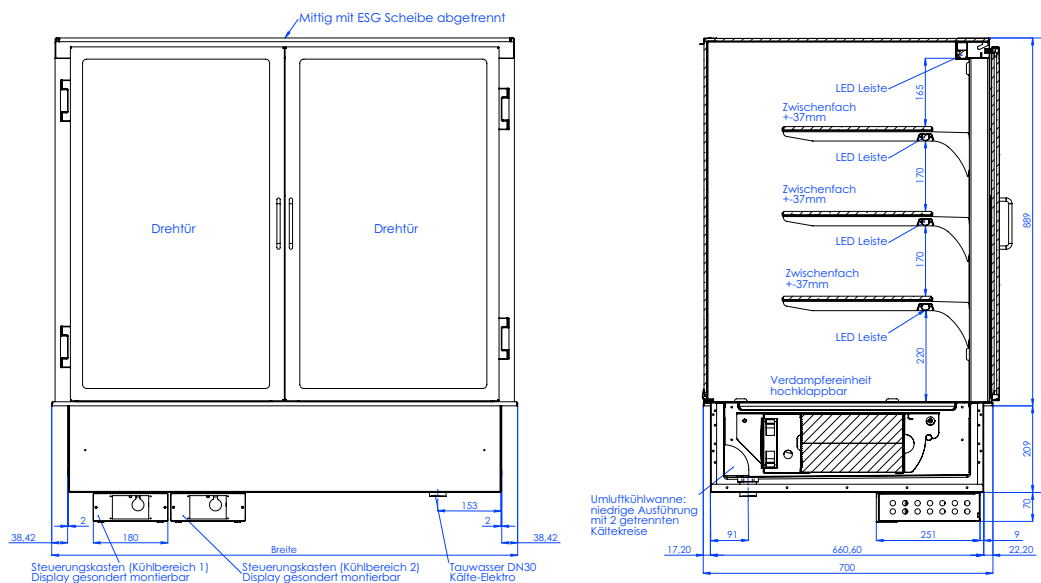 Mittig mit ESG Scheibe abgetrennt
Drehtür
Drehtür
153
2
2
38,42
180
38,42
Breite
Steuerungskasten (Kühlbereich 1)
Display gesondert montierbar
Steuerungskasten (Kühlbereich 2)
Display gesondert montierbar
Tauwasser DN30
Kälte-Elektro
LED Leiste
165
Zwischenfach
+-37mm
LED Leiste
170
Zwischenfach
+-37mm
889
LED Leiste
170
Zwischenfach
+-37mm
LED Leiste
220
Verdampfereinheit
hochklappbar
209
Umluftkühlwanne:
niedrige Ausführung
mit 2 getrennten
Kältekreise
70
91
251
9
17,20
660,60
22,20
700